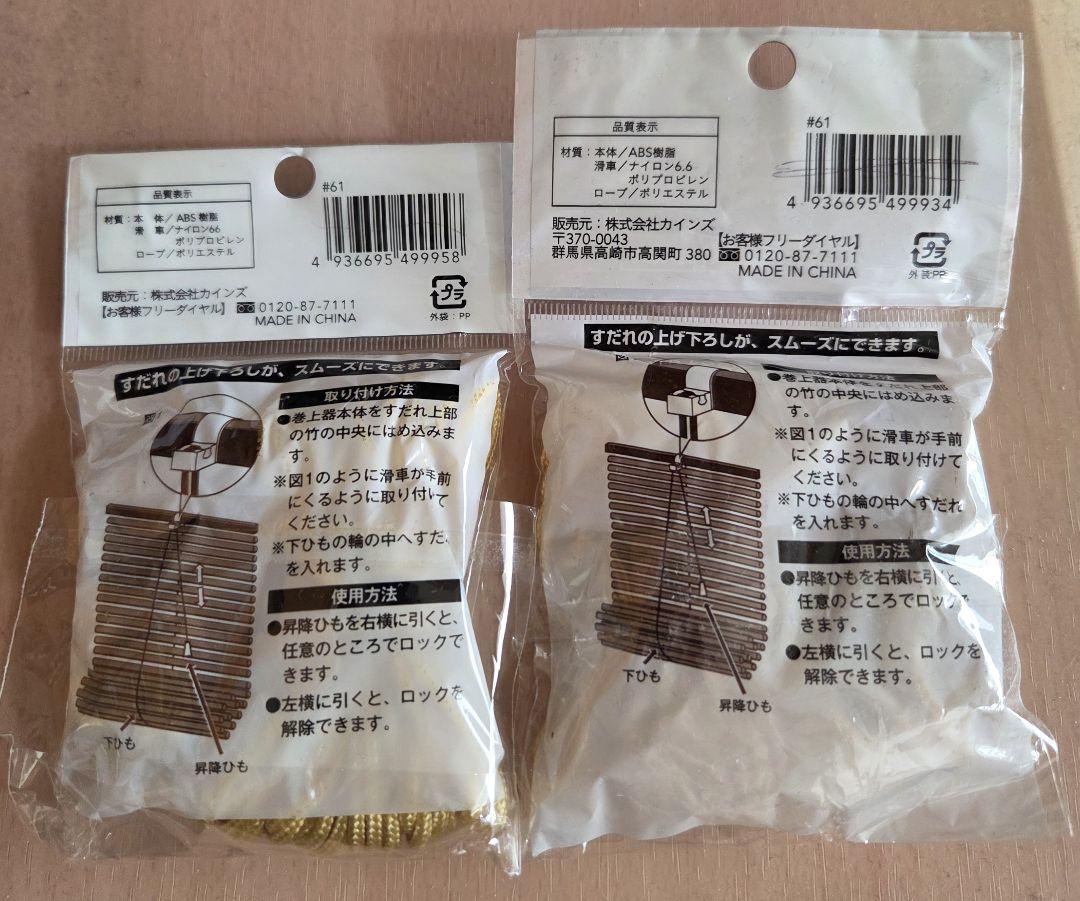 品質表示
材質：本 体／ABS樹脂
滑 車／ナイロン66
ポリプロピレン
ロープ／ポリエステル
#61
4 936695 499958
販売元：株式会社カインズ
【お客様フリーダイヤル】 0120-87-7111
MADE IN CHINA
プラ
外袋：PP
すだれの上げ下ろしが、スムーズにできます。
取り付け方法
●巻上器本体をすだれ上部
の竹の中央にはめ込みま
す。
※図1のように滑車が手前
にくるように取り付けて
ください。
※下ひもの輪の中へすだ
を入れます。
使用方法
●昇降ひもを右横に引くと、
任意のところでロックで
きます。
●左横に引くと、ロックを
解除できます。
下ひも
昇降ひも
品質表示
材質：本体／ABS樹脂
滑車／ナイロン6.6
ポリプロピレン
ロープ／ポリエステル
#61
4 936695 499934
販売元：株式会社カインズ
〒370-0043
群馬県高崎市高関町380
【お客様フリーダイヤル】
0120-87-7111
MADE IN CHINA
プラ
外装PP
すだれの上げ下ろしが、スムーズにできます。
り付け方法
●巻上器本体をすだれ上部
の竹の中央にはめ込みま
す。
※図1のように滑車が手前
にくるように取り付けて
ください。
※下ひもの輪の中へすだれ
を入れます。
使用方法
●昇降ひもを右横に引くと、
任意のところでロックで
きます。
●左横に引くと、ロックを
解除できます。
下ひも
昇降ひも